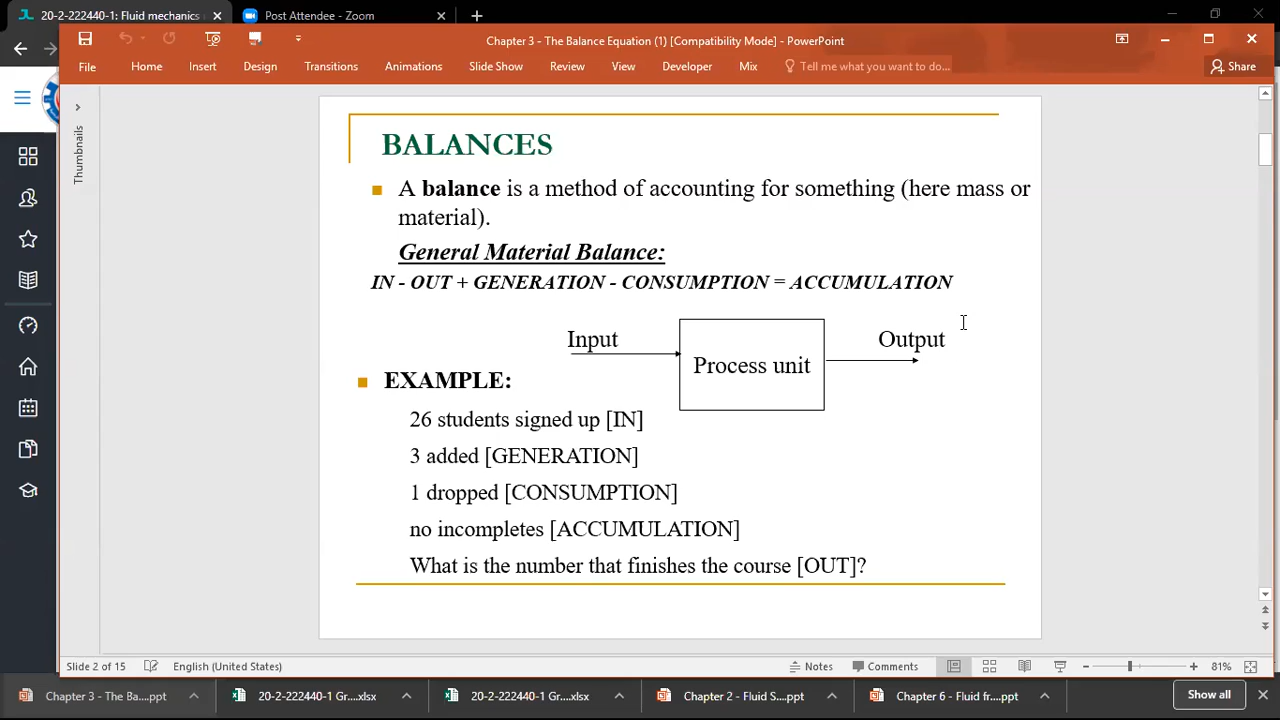 20-2-222440-1: Fluid mechanics
Post Attendee - Zoom
Chapter 3 - The Balance Equation (1) [Compatibility Mode] - PowerPoint
File Home Insert Design Transitions Animations Slide Show Review View Developer Mix Tell me what you want to do... Share
Thumbnails
BALANCES
A balance is a method of accounting for something (here mass or
material).
General Material Balance:
IN - OUT + GENERATION - CONSUMPTION = ACCUMULATION
Input
Process unit
Output
EXAMPLE:
26 students signed up [IN]
3 added [GENERATION]
1 dropped [CONSUMPTION]
no incompletes [ACCUMULATION]
What is the number that finishes the course [OUT]?
Slide 2 of 15 English (United States) Notes Comments 81%
Chapter 3 - The Ba....ppt 20-2-222440-1 Gr....xlsx 20-2-222440-1 Gr....xlsx Chapter 2 - Fluid S....ppt Chapter 6 - Fluid fr....ppt Show all